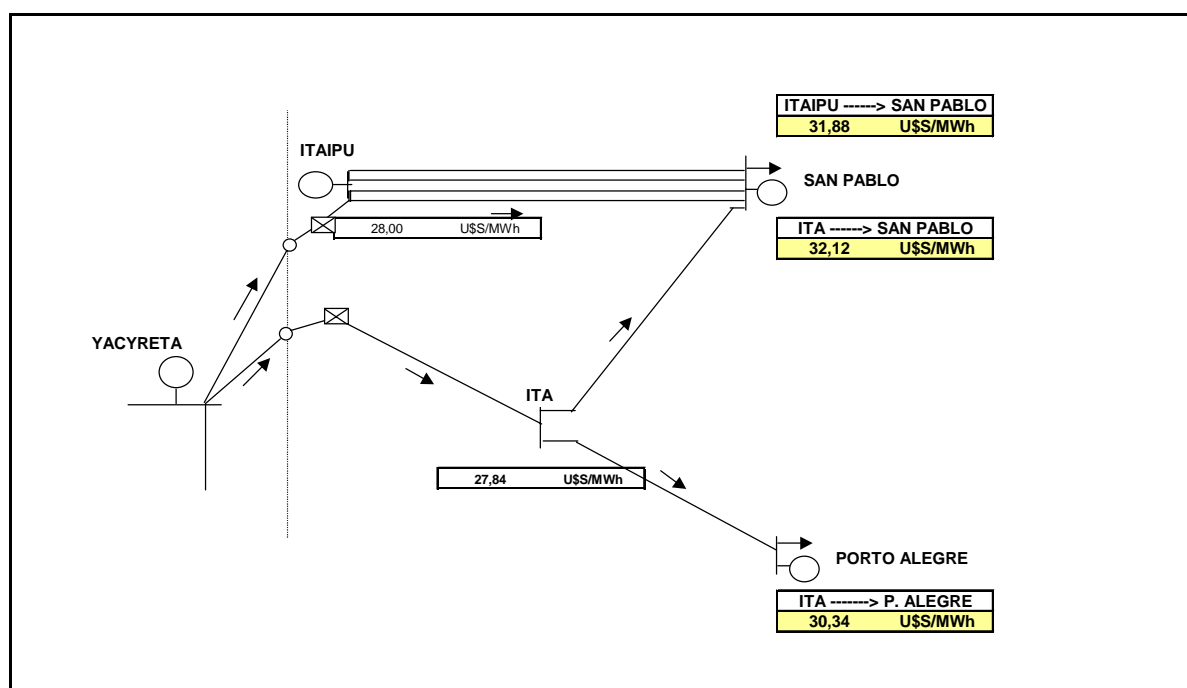 ITAIPU ------> SAN PABLO
31,88 U$S/MWh
ITAIPU
SAN PABLO
28,00 U$S/MWh
ITA ------> SAN PABLO
32,12 U$S/MWh
YACYRETA
ITA
27,84 U$S/MWh
PORTO ALEGRE
ITA -------> P. ALEGRE
30,34 U$S/MWh